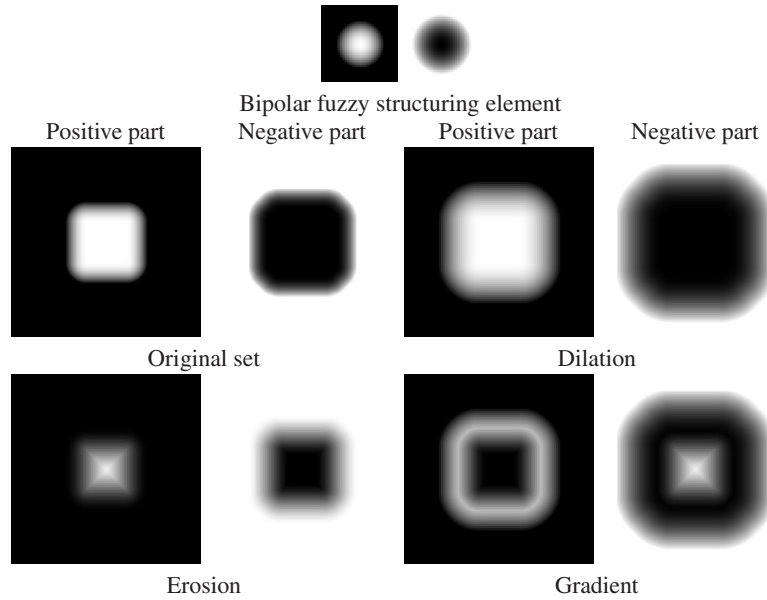 Bipolar fuzzy structuring element
Positive part Negative part Positive part Negative part
Original set Dilation
Erosion Gradient